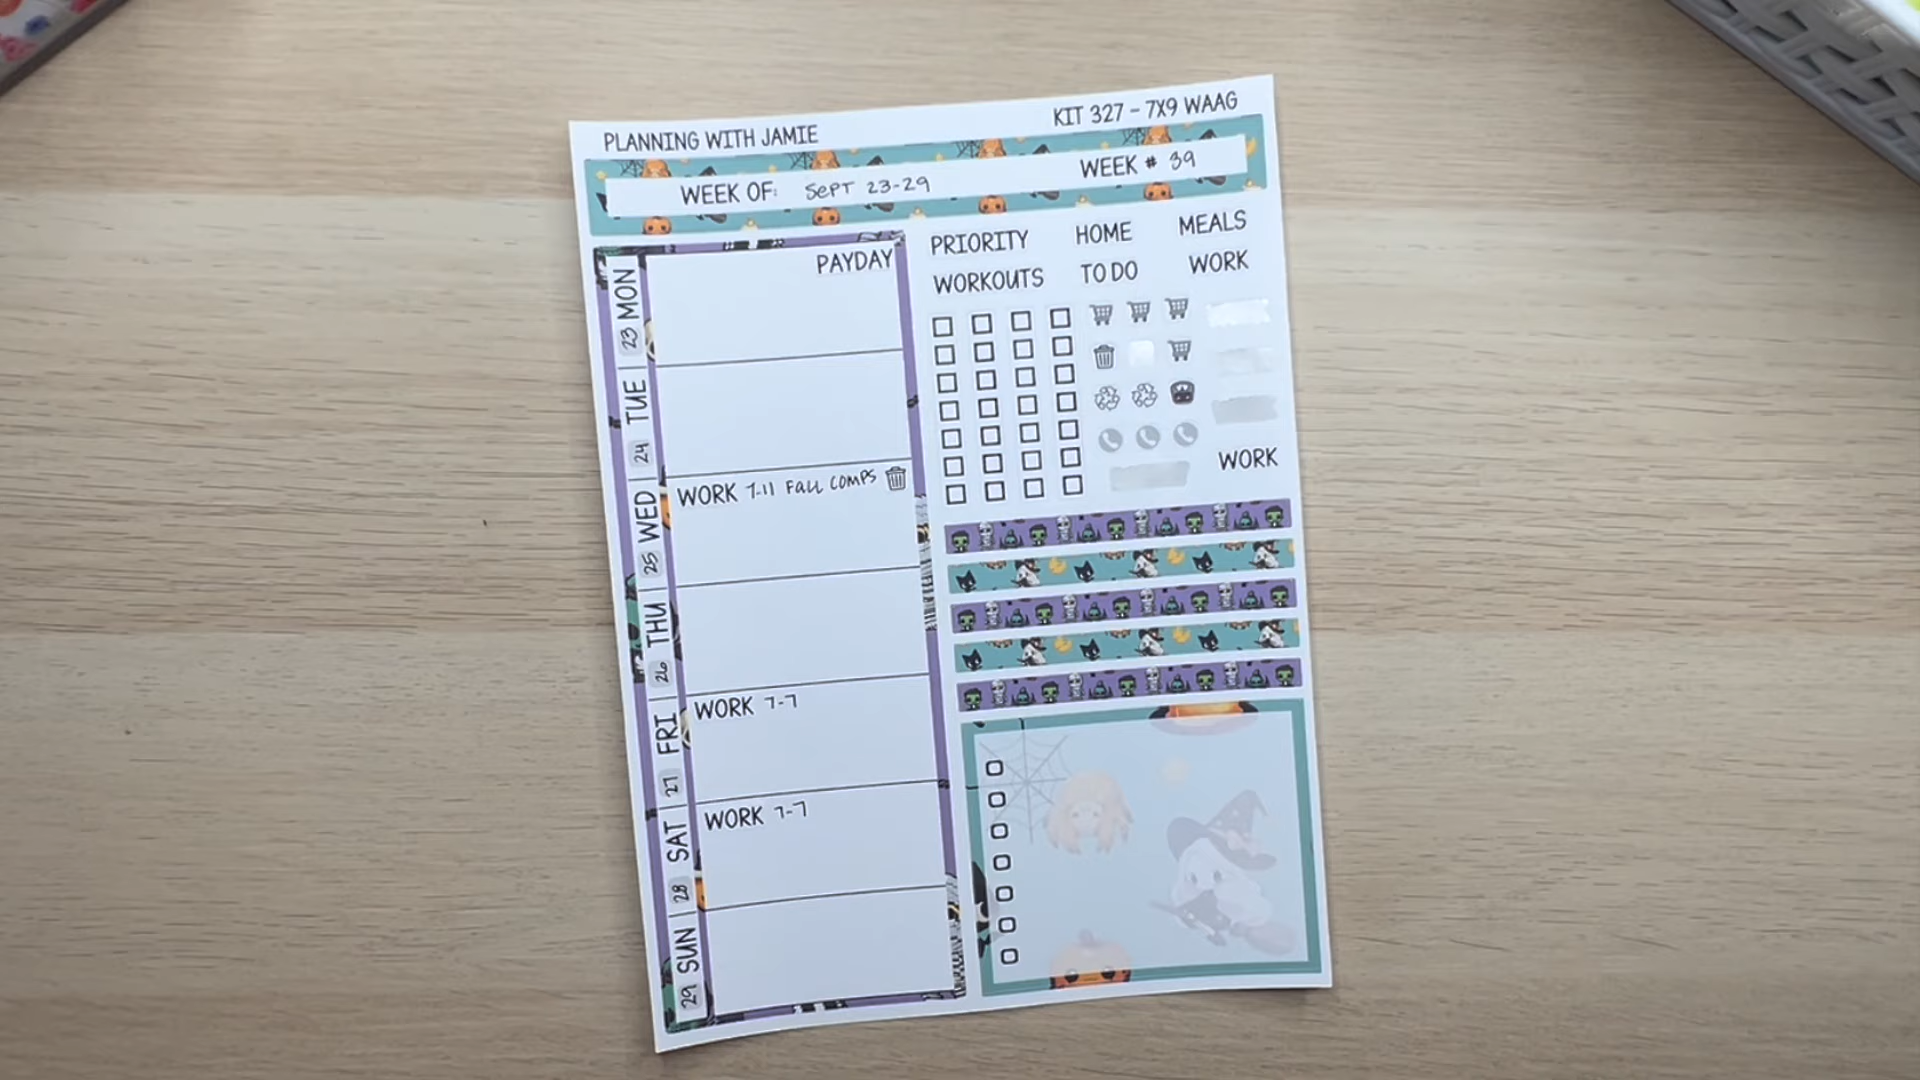 PLANNING WITH JAMIE
KIT 327 - 7X9 WAAG
WEEK OF: SEPT 23-29
WEEK # 39
23 MON
PAYDAY
24 TUE
25 WED
WORK 7-11 FALL COMPS
26 THU
27 FRI
WORK 7-7
28 SAT
WORK 7-7
29 SUN
PRIORITY HOME MEALS
WORKOUTS TO DO WORK
WORK